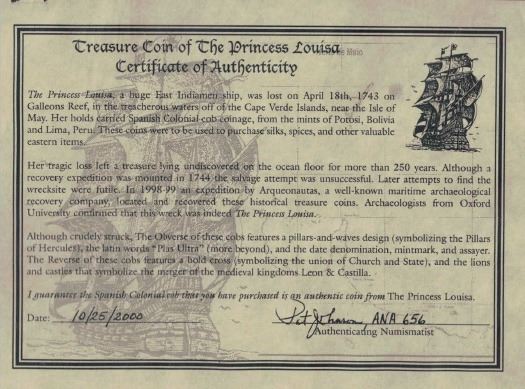 Treasure Coin of The Princess Louisa
Certificate of Authenticity
The Princess Louisa, a huge East Indiamen ship, was lost on April 18th, 1743 on
Galleons Reef, in the treacherous waters off of the Cape Verde Islands, near the Isle of
May. Her holds carried Spanish Colonial cob coinage, from the mints of Potosi, Bolivia
and Lima, Peru. These coins were to be used to purchase silks, spices, and other valuable
eastern items.
Her tragic loss left a treasure lying undiscovered on the ocean floor for more than 250 years. Although a
recovery expedition was mounted in 1744 the salvage attempt was unsuccessful. Later attempts to find the
wrecksite were futile. In 1998-99 an expedition by Arqueonautas, a well-known maritime archaeological
recovery company, located and recovered these historical treasure coins. Archaeologists from Oxford
University confirmed that this wreck was indeed The Princess Louisa.
Although crudely struck, The Obverse of these cobs features a pillars-and-waves design (symbolizing the Pillars
of Hercules), the latin words "Plus Ultra" (more beyond), and the date denomination, mintmark, and assayer.
The Reverse of these cobs features a bold cross (symbolizing the union of Church and State), and the lions
and castles that symbolize the merger of the medieval kingdoms Leon & Castilla.
I guarantee the Spanish Colonial cob that you have purchased is an authentic coin from The Princess Louisa.
Date: 10/25/2000 ANA 656
Authenticating Numismatist